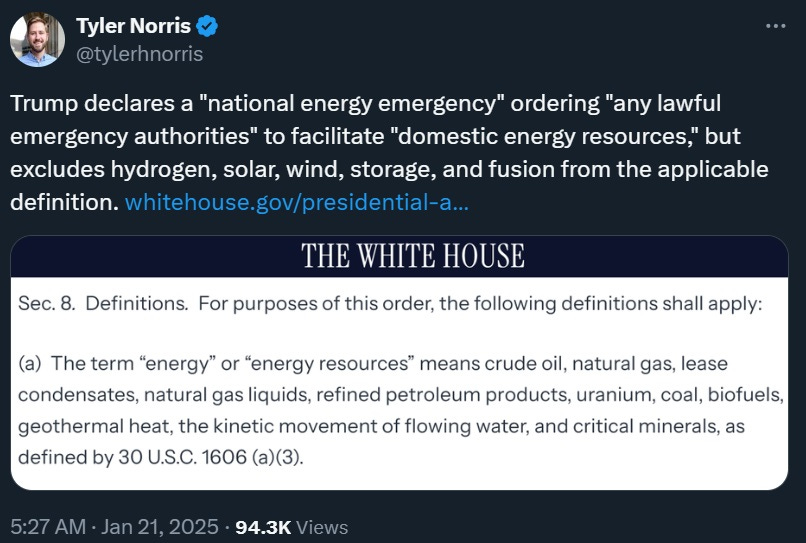 Tyler Norris
@tylerhnorris
Trump declares a "national energy emergency" ordering "any lawful
emergency authorities" to facilitate "domestic energy resources," but
excludes hydrogen, solar, wind, storage, and fusion from the applicable
definition. whitehouse.gov/presidential-a...
THE WHITE HOUSE
Sec. 8.  Definitions.  For purposes of this order, the following definitions shall apply:
(a)  The term “energy” or “energy resources” means crude oil, natural gas, lease
condensates, natural gas liquids, refined petroleum products, uranium, coal, biofuels,
geothermal heat, the kinetic movement of flowing water, and critical minerals, as
defined by 30 U.S.C. 1606 (a)(3).
5:27 AM · Jan 21, 2025 · 94.3K Views